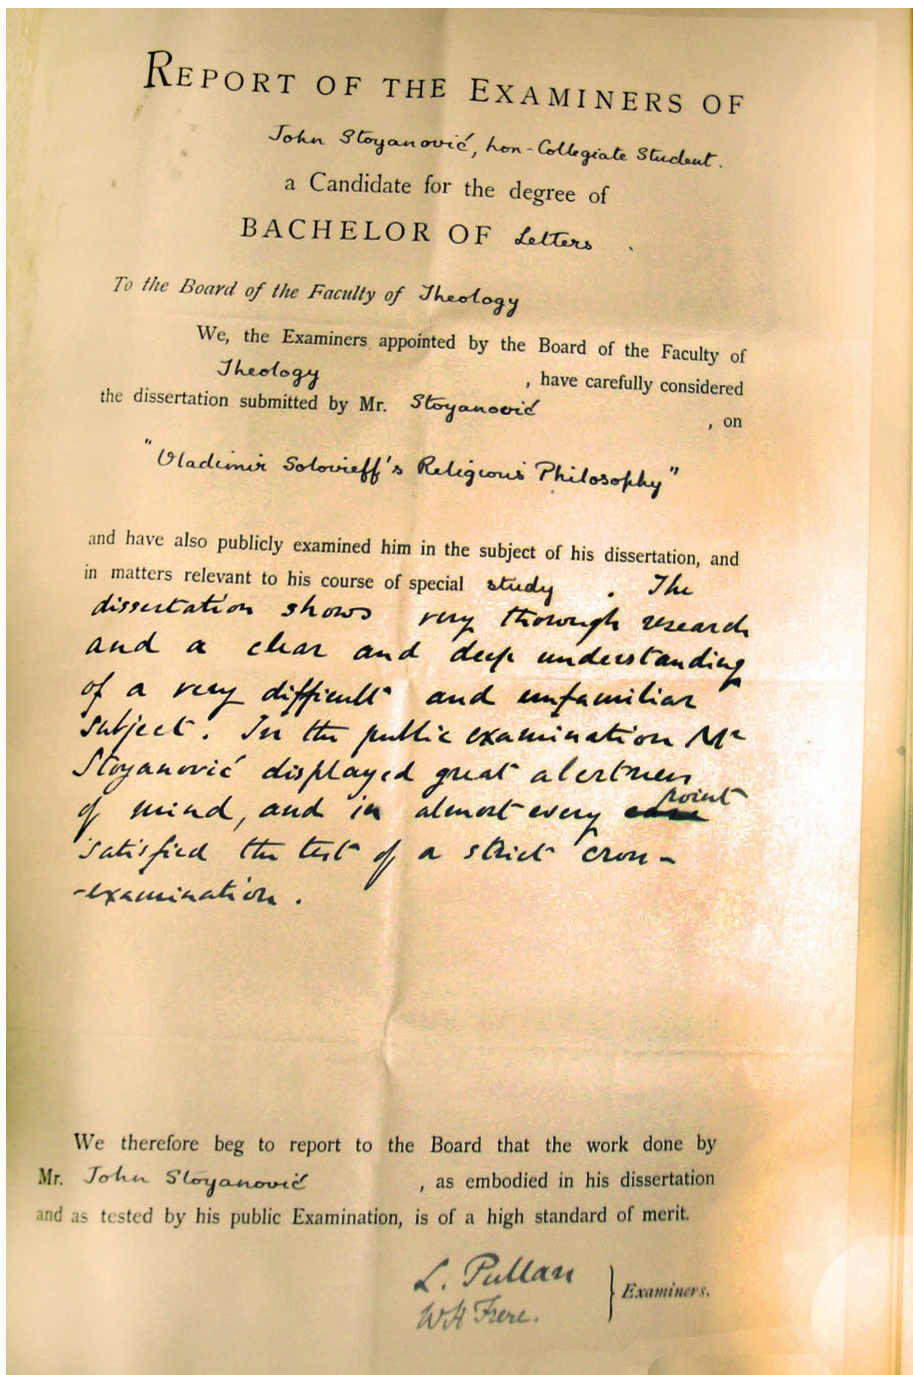 REPORT OF THE EXAMINERS OF
John Stoyanović, Non-Collegiate Student.
a Candidate for the degree of
BACHELOR OF Letters .
To the Board of the Faculty of Theology
We, the Examiners appointed by the Board of the Faculty of
Theology , have carefully considered
the dissertation submitted by Mr. Stoyanović , on
"Vladimir Solovieff's Religious Philosophy"
and have also publicly examined him in the subject of his dissertation, and
in matters relevant to his course of special study . The
dissertation shows very thorough research
and a clear and deep understanding
of a very difficult and unfamiliar
subject. In the public examination Mr
Stoyanović displayed great alertness
of mind, and in almost every point
satisfied the test of a strict cross-
-examination.
We therefore beg to report to the Board that the work done by
Mr. John Stoyanović , as embodied in his dissertation
and as tested by his public Examination, is of a high standard of merit.
L. Pullan
W H Frere.
Examiners.